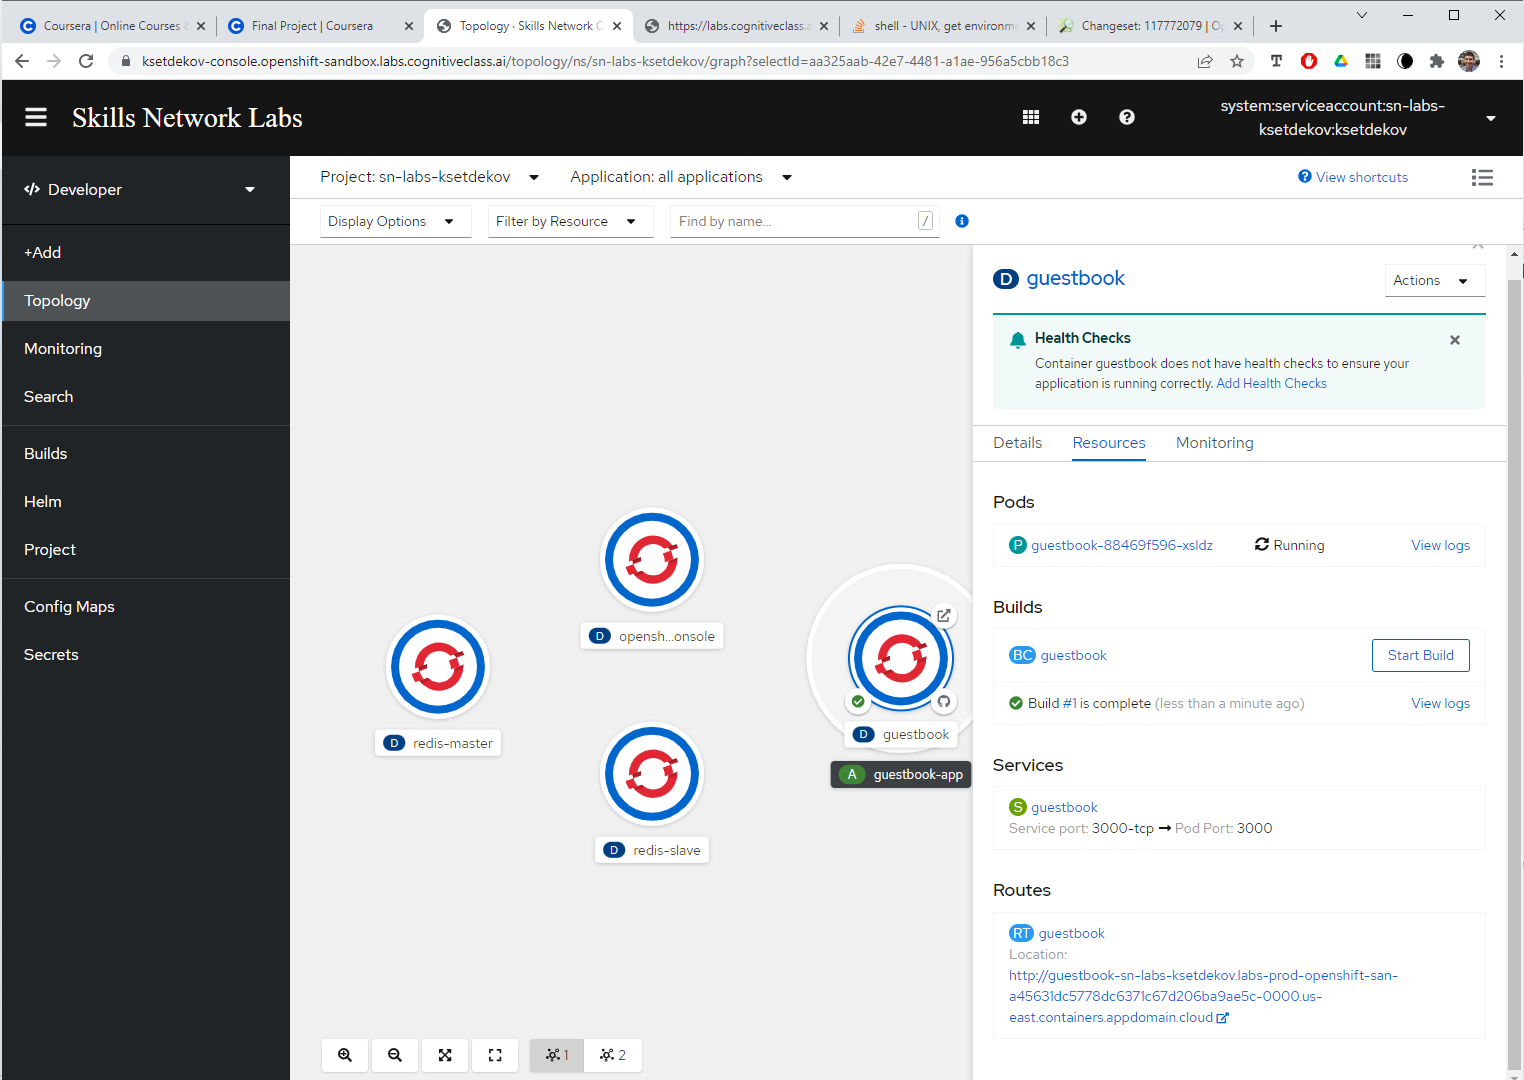 Coursera | Online Courses &
Final Project | Coursera
Topology · Skills Network C
https://labs.cognitiveclass.a
shell - UNIX, get environme
Changeset: 117772079 | Op
ksetdekov-console.openshift-sandbox.labs.cognitiveclass.ai/topology/ns/sn-labs-ksetdekov/graph?selectId=aa325aab-42e7-4481-a1ae-956a5cbb18c3
Skills Network Labs
system:serviceaccount:sn-labs-
ksetdekov:ksetdekov
Developer
+Add
Topology
Monitoring
Search
Builds
Helm
Project
Config Maps
Secrets
Project: sn-labs-ksetdekov
Application: all applications
View shortcuts
Display Options
Filter by Resource
Find by name...
/
D opensh...onsole
D redis-master
D redis-slave
D guestbook
A guestbook-app
1
2
D guestbook
Actions
Health Checks
Container guestbook does not have health checks to ensure your
application is running correctly. Add Health Checks
Details
Resources
Monitoring
Pods
P guestbook-88469f596-xsldz
Running
View logs
Builds
BC guestbook
Start Build
Build #1 is complete (less than a minute ago)
View logs
Services
S guestbook
Service port: 3000-tcp → Pod Port: 3000
Routes
RT guestbook
Location:
http://guestbook-sn-labs-ksetdekov.labs-prod-openshift-san-
a45631dc5778dc6371c67d206ba9ae5c-0000.us-
east.containers.appdomain.cloud